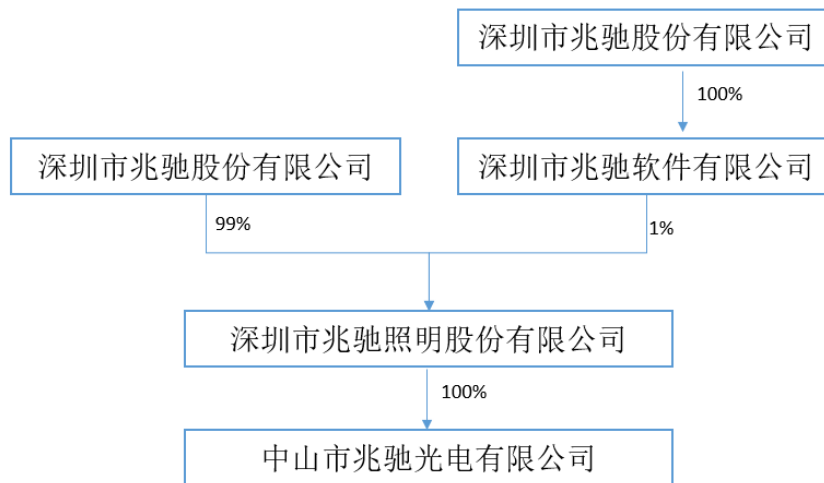 深圳市兆驰股份有限公司
100%
深圳市兆驰股份有限公司
深圳市兆驰软件有限公司
99%
1%
深圳市兆驰照明股份有限公司
100%
中山市兆驰光电有限公司